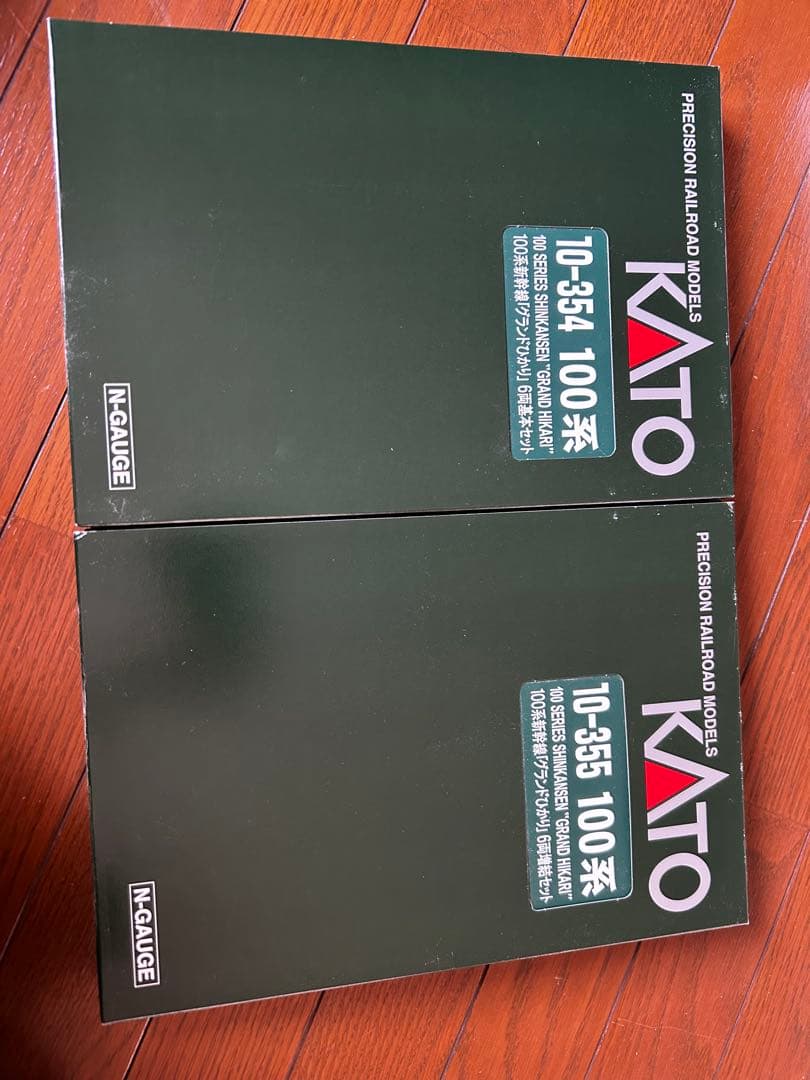 PRECISION RAILROAD MODELS
KATO
10-354 100系
100 SERIES SHINKANSEN "GRAND HIKARI"
100系新幹線「グランドひかり」 6両基本セット
N-GAUGE
PRECISION RAILROAD MODELS
KATO
10-355 100系
100 SERIES SHINKANSEN "GRAND HIKARI"
100系新幹線「グランドひかり」 6両増結セット
N-GAUGE